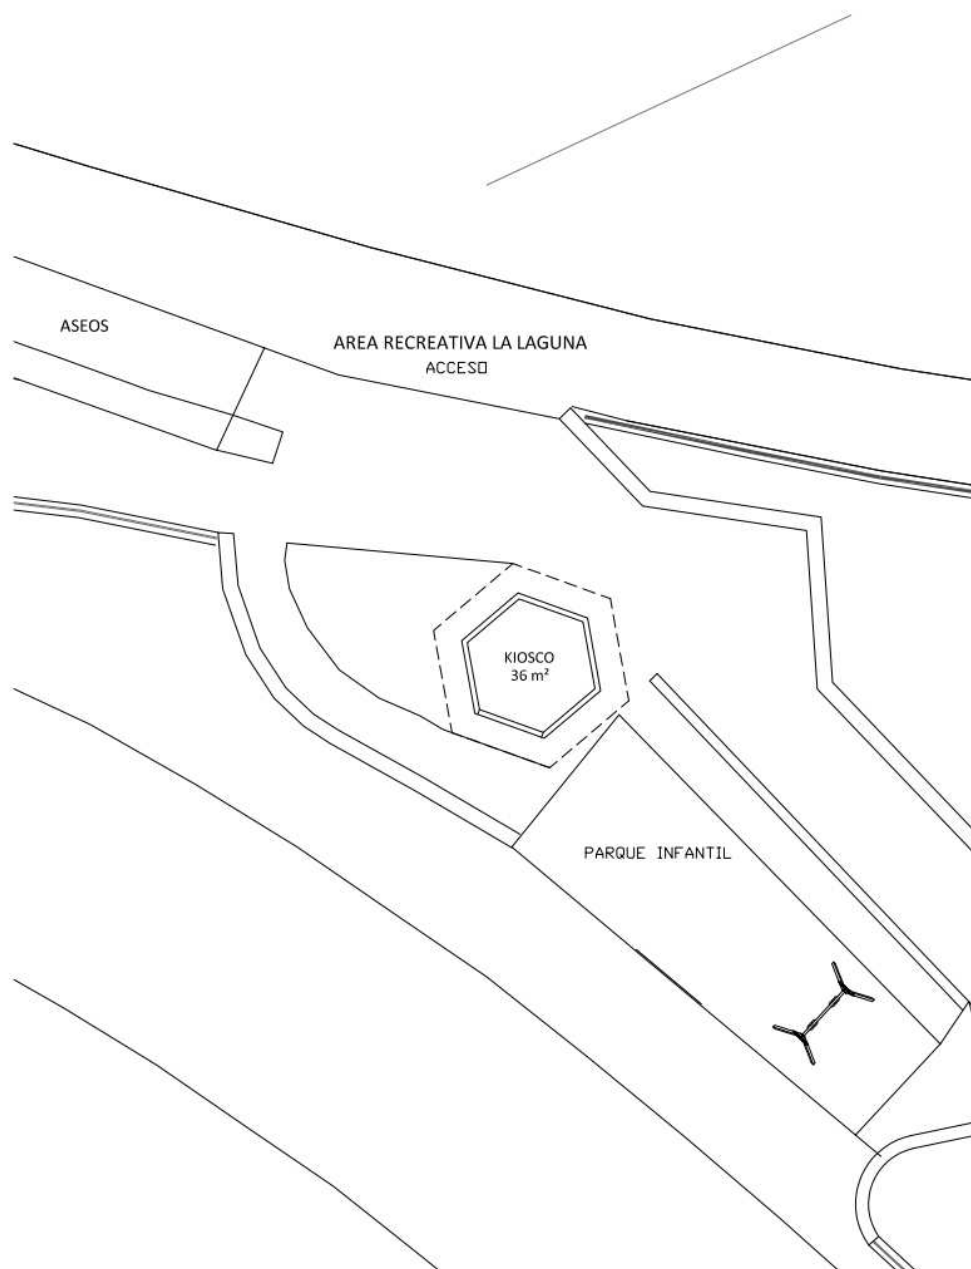 ASEOS
AREA RECREATIVA LA LAGUNA
ACCESO
KIOSCO
36 m²
PARQUE INFANTIL